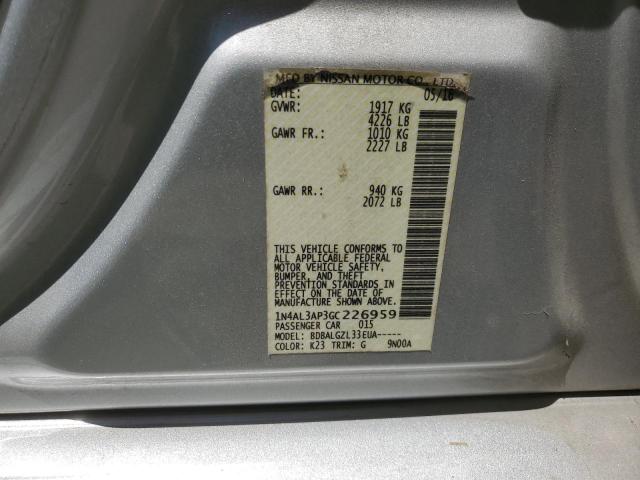 MFD BY NISSAN MOTOR CO., LTD.
DATE: 05/16
GVWR: 1917 KG
4226 LB
GAWR FR.: 1010 KG
2227 LB
GAWR RR.: 940 KG
2072 LB
THIS VEHICLE CONFORMS TO
ALL APPLICABLE FEDERAL
MOTOR VEHICLE SAFETY,
BUMPER, AND THEFT
PREVENTION STANDARDS IN
EFFECT ON THE DATE OF
MANUFACTURE SHOWN ABOVE.
1N4AL3AP3GC226959
PASSENGER CAR 015
MODEL: BDBALGZL33EUA-----
COLOR: K23 TRIM: G 9N00A